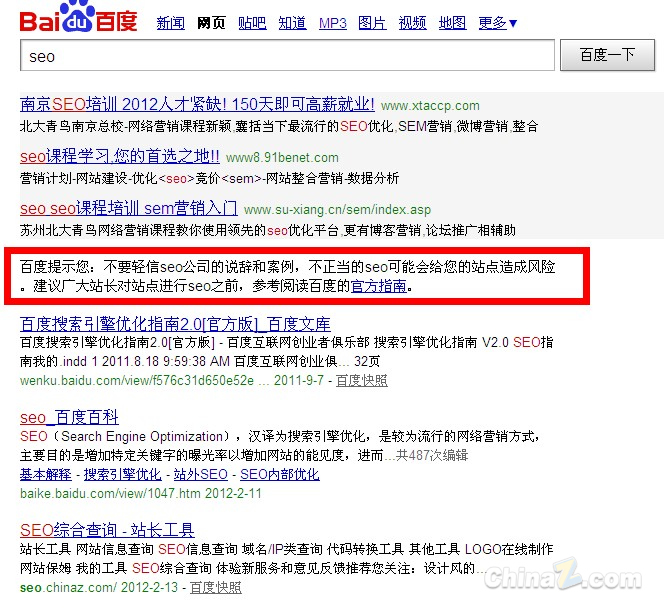 Bai du 百度
新闻 网页 贴吧 知道 MP3 图片 视频 地图 更多▼
seo 百度一下
南京SEO培训 2012人才紧缺! 150天即可高薪就业! www.xtaccp.com
北大青鸟南京总校-网络营销课程新颖,囊括当下最流行的SEO优化,SEM营销,微博营销,整合
seo课程学习,您的首选之地!! www8.91benet.com
营销计划-网站建设-优化<seo>竞价<sem>-网站整合营销-数据分析
seo seo课程培训 sem营销入门 www.su-xiang.cn/sem/index.asp
苏州北大青鸟网络营销课程教你使用领先的seo优化平台,更有博客营销,论坛推广相辅助
百度提示您：不要轻信seo公司的说辞和案例，不正当的seo可能会给您的站点造成风险
。建议广大站长对站点进行seo之前，参考阅读百度的官方指南。
百度搜索引擎优化指南2.0[官方版]_百度文库
百度搜索引擎优化指南2.0[官方版] - 百度互联网创业者俱乐部 搜索引擎优化指南 V2.0 SEO指
南我的.indd 1 2011.8.18 9:59:38 AM 百度互联网创业俱... 32页
wenku.baidu.com/view/f576c31d650e52e ... 2011-9-7 - 百度快照
seo_百度百科
SEO（Search Engine Optimization），汉译为搜索引擎优化，是较为流行的网络营销方式，
主要目的是增加特定关键字的曝光率以增加网站的能见度，进而...共487次编辑
基本解释 - 搜索引擎优化 - 站外SEO - SEO内部优化
baike.baidu.com/view/1047.htm 2012-2-11
SEO综合查询 - 站长工具
站长工具 网站信息查询 SEO信息查询 域名/IP类查询 代码转换工具 其他工具 LOGO在线制作
网站保姆 我的工具 SEO综合查询 体验新服务和意见反馈推荐您关注：设计风的...
seo.chinaz.com/ 2012-2-13 - 百度快照
ChinaZ.com